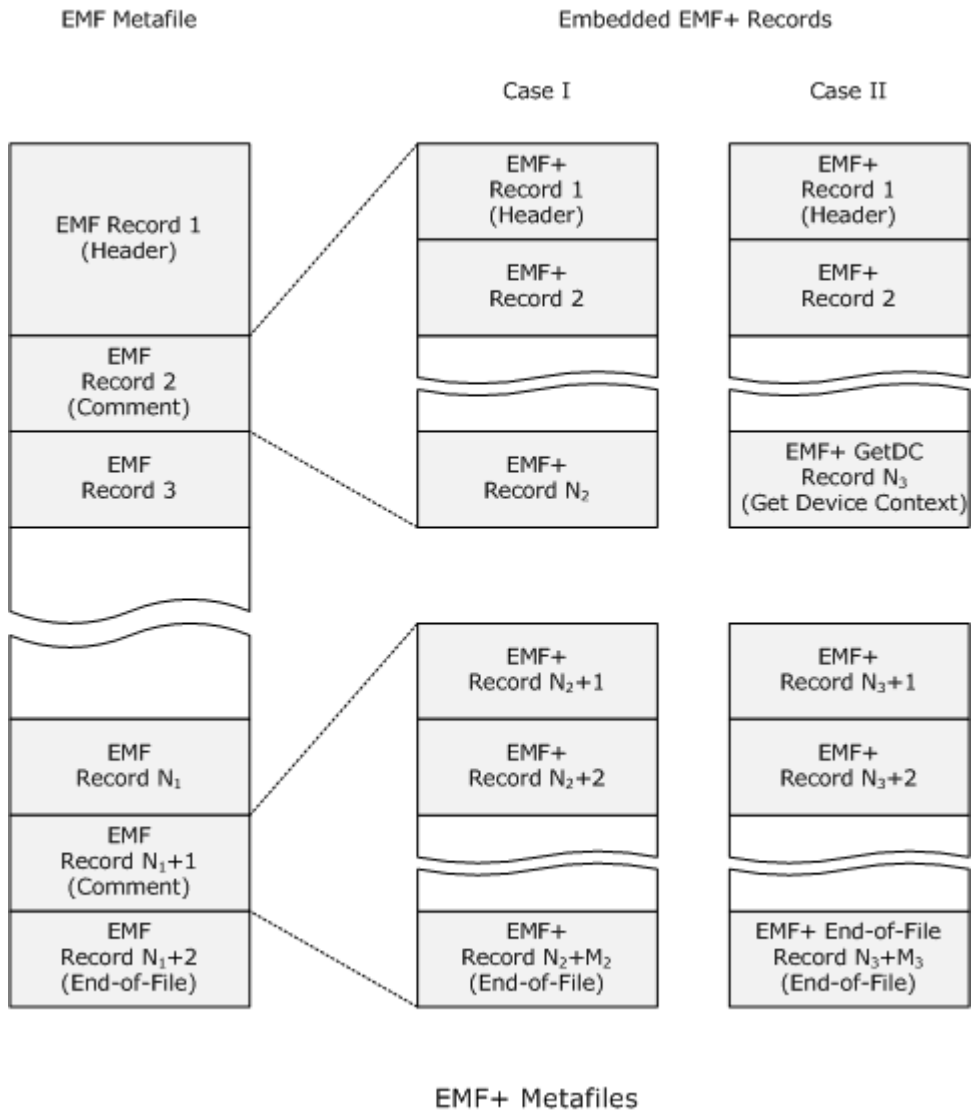 EMF Metafile
Embedded EMF+ Records
Case I
Case II
EMF Record 1
(Header)
EMF
Record 2
(Comment)
EMF
Record 3
EMF
Record N₁
EMF
Record N₁+1
(Comment)
EMF
Record N₁+2
(End-of-File)
EMF+
Record 1
(Header)
EMF+
Record 2
EMF+
Record N₂
EMF+
Record N₂+1
EMF+
Record N₂+2
EMF+
Record N₂+M₂
(End-of-File)
EMF+
Record 1
(Header)
EMF+
Record 2
EMF+ GetDC
Record N₃
(Get Device Context)
EMF+
Record N₃+1
EMF+
Record N₃+2
EMF+ End-of-File
Record N₃+M₃
(End-of-File)
EMF+ Metafiles